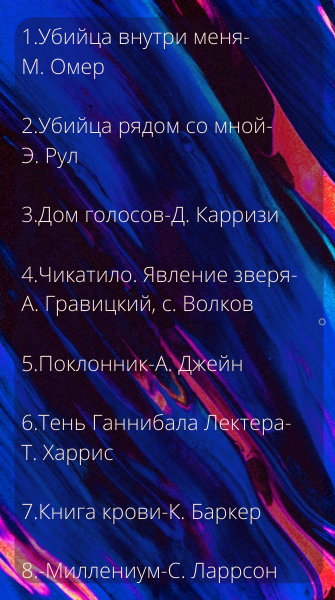 1.Убийца внутри меня-
М. Омер
2.Убийца рядом со мной-
Э. Рул
3.Дом голосов-Д. Карризи
4.Чикатило. Явление зверя-
А. Гравицкий, с. Волков
5.Поклонник-А. Джейн
6.Тень Ганнибала Лектера-
Т. Харрис
7.Книга крови-К. Баркер
8.-Миллениум-С. Ларрсон